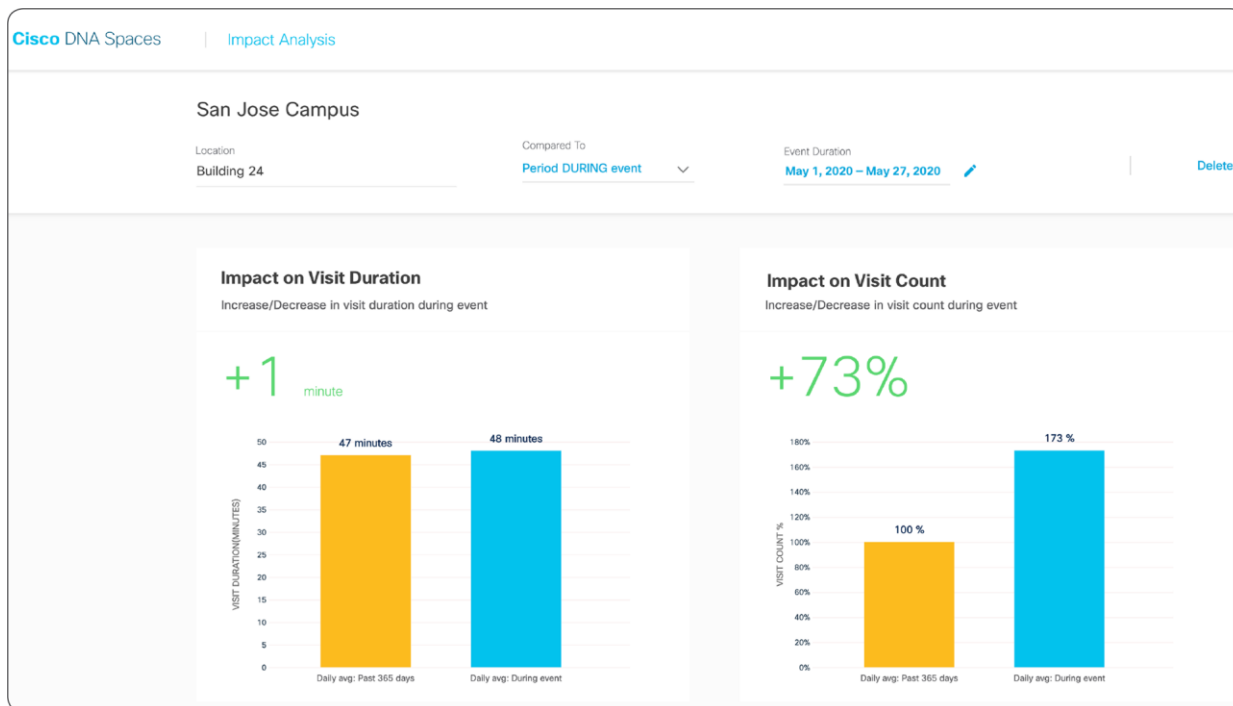 Cisco DNA Spaces
Impact Analysis
San Jose Campus
Location
Building 24
Compared To
Period DURING event
Event Duration
May 1, 2020 – May 27, 2020
Delete
Impact on Visit Duration
Increase/Decrease in visit duration during event
+1 minute
50
45
40
35
30
25
20
15
10
5
0
VISIT DURATION(MINUTES)
47 minutes
48 minutes
Daily avg: Past 365 days
Daily avg: During event
Impact on Visit Count
Increase/Decrease in visit count during event
+73%
180%
160%
140%
120%
100%
80%
60%
40%
20%
0%
VISIT COUNT %
100 %
173 %
Daily avg: Past 365 days
Daily avg: During event